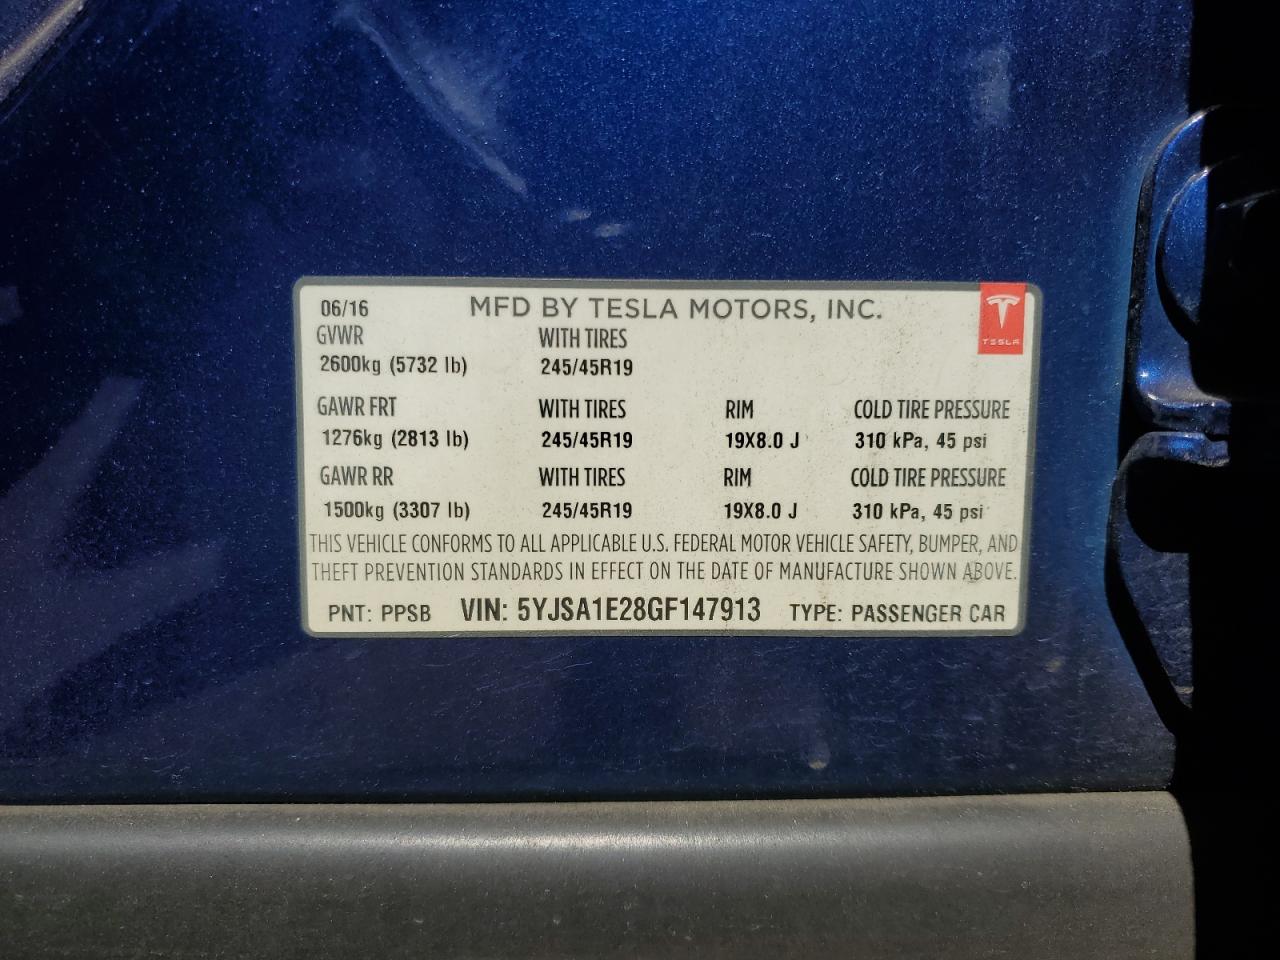 06/16 MFD BY TESLA MOTORS, INC.
TESLA
GVWR WITH TIRES
2600kg (5732 lb) 245/45R19
GAWR FRT WITH TIRES RIM COLD TIRE PRESSURE
1276kg (2813 lb) 245/45R19 19X8.0 J 310 kPa, 45 psi
GAWR RR WITH TIRES RIM COLD TIRE PRESSURE
1500kg (3307 lb) 245/45R19 19X8.0 J 310 kPa, 45 psi
THIS VEHICLE CONFORMS TO ALL APPLICABLE U.S. FEDERAL MOTOR VEHICLE SAFETY, BUMPER, AND
THEFT PREVENTION STANDARDS IN EFFECT ON THE DATE OF MANUFACTURE SHOWN ABOVE.
PNT: PPSB VIN: 5YJSA1E28GF147913 TYPE: PASSENGER CAR